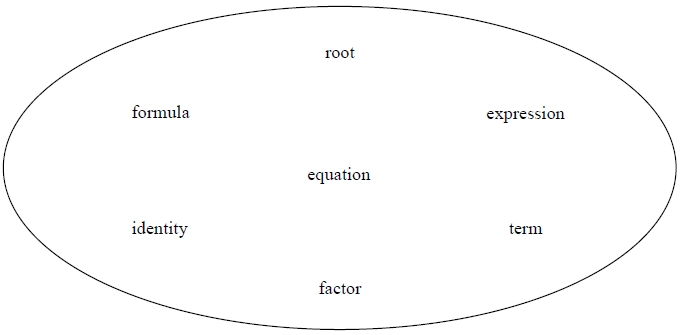 root
formula
expression
equation
identity
term
factor